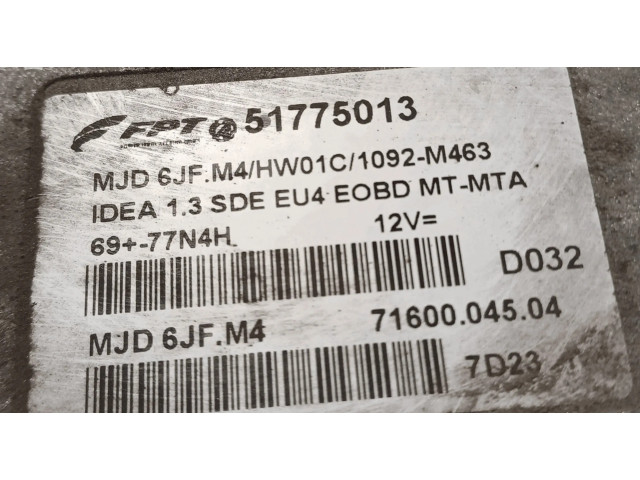 FPT 51775013
MJD 6JF.M4/HW01C/1092-M463
IDEA 1.3 SDE EU4 EOBD MT-MTA
69+-77N4H 12V=
D032
MJD 6JF.M4 71600.045.04
7D23